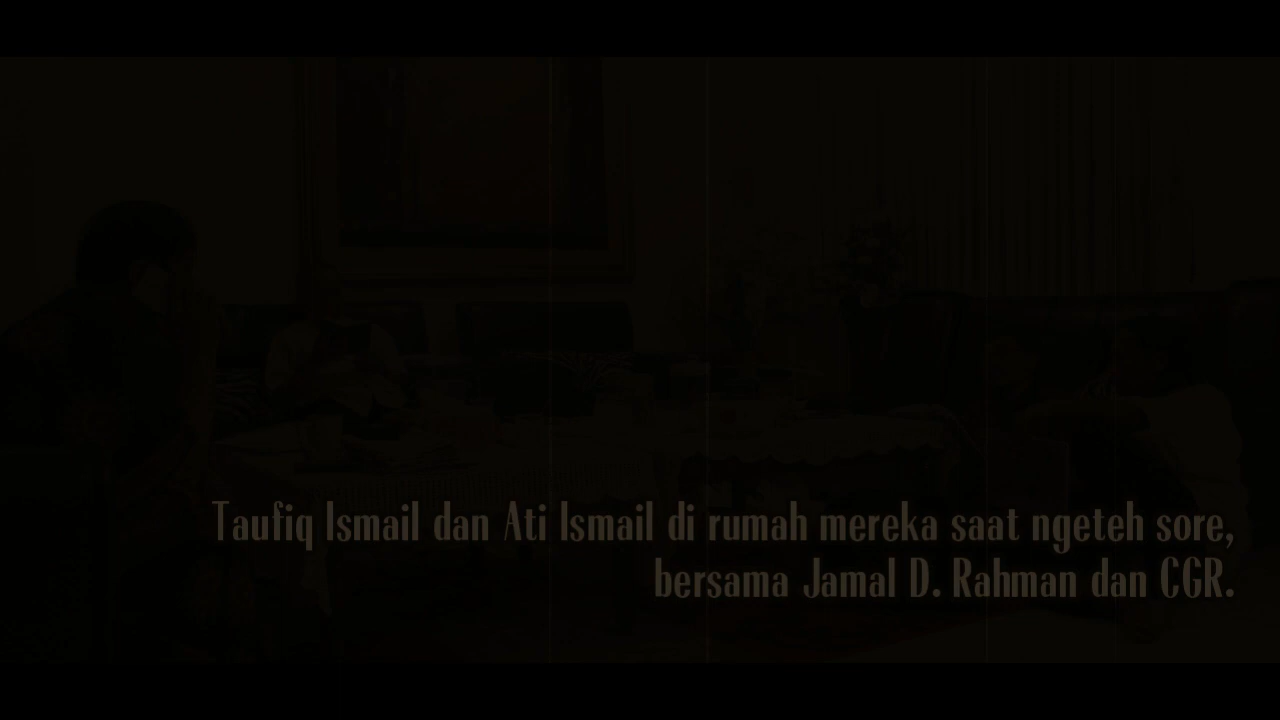 Taufiq Ismail dan Ati Ismail di rumah mereka saat ngeteh sore,
bersama Jamal D. Rahman dan CGR.